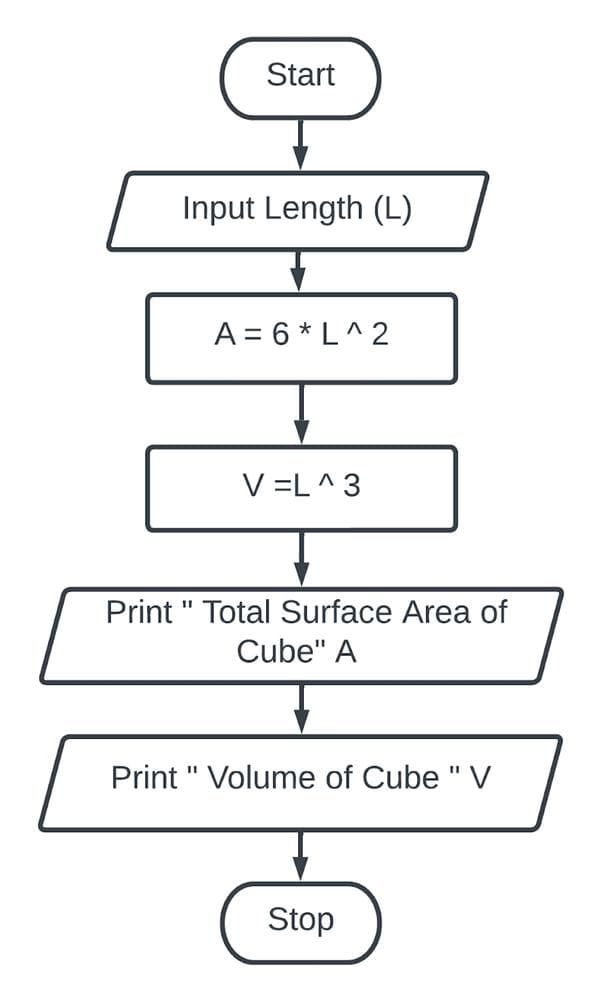 Start
Input Length (L)
A = 6 * L ^ 2
V =L ^ 3
Print " Total Surface Area of
Cube" A
Print " Volume of Cube " V
Stop